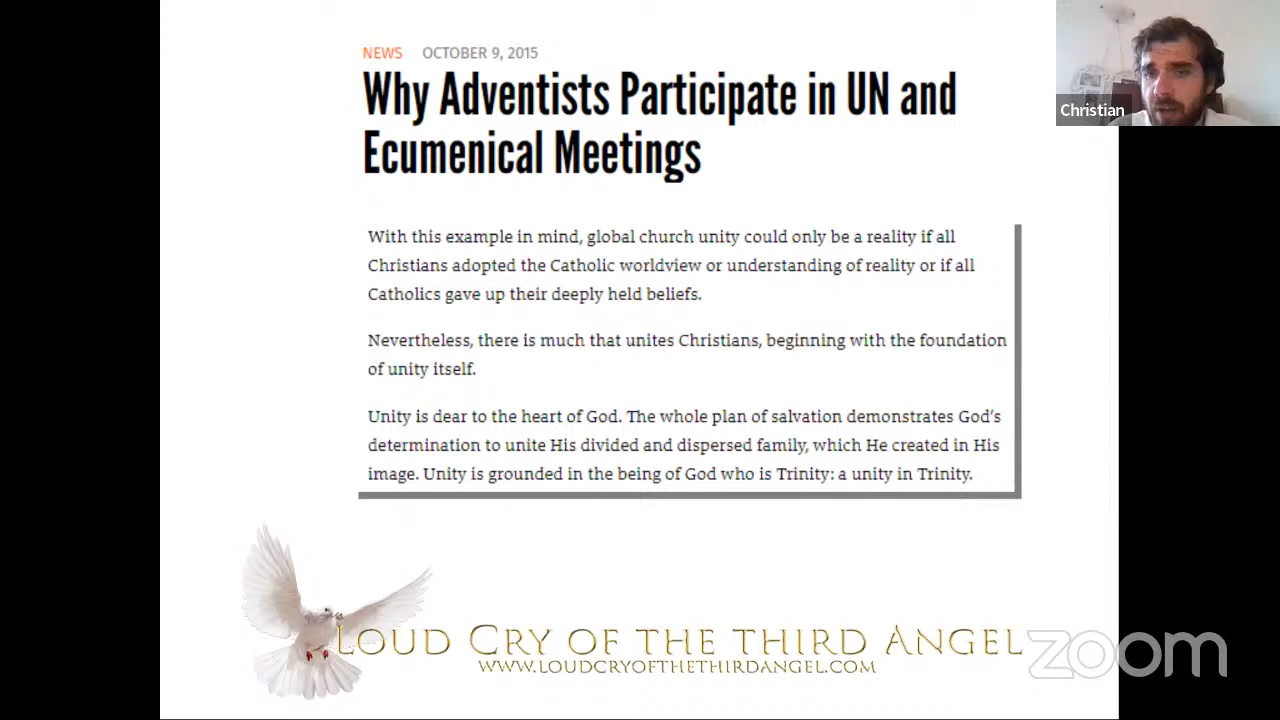 NEWS OCTOBER 9, 2015
Why Adventists Participate in UN and
Ecumenical Meetings
Christian
With this example in mind, global church unity could only be a reality if all
Christians adopted the Catholic worldview or understanding of reality or if all
Catholics gave up their deeply held beliefs.
Nevertheless, there is much that unites Christians, beginning with the foundation
of unity itself.
Unity is dear to the heart of God. The whole plan of salvation demonstrates God's
determination to unite His divided and dispersed family, which He created in His
image. Unity is grounded in the being of God who is Trinity: a unity in Trinity.
LOUD CRY OF THE THIRD ANGEL
WWW.LOUDCRYOFTHETHIRDANGEL.COM
zoom